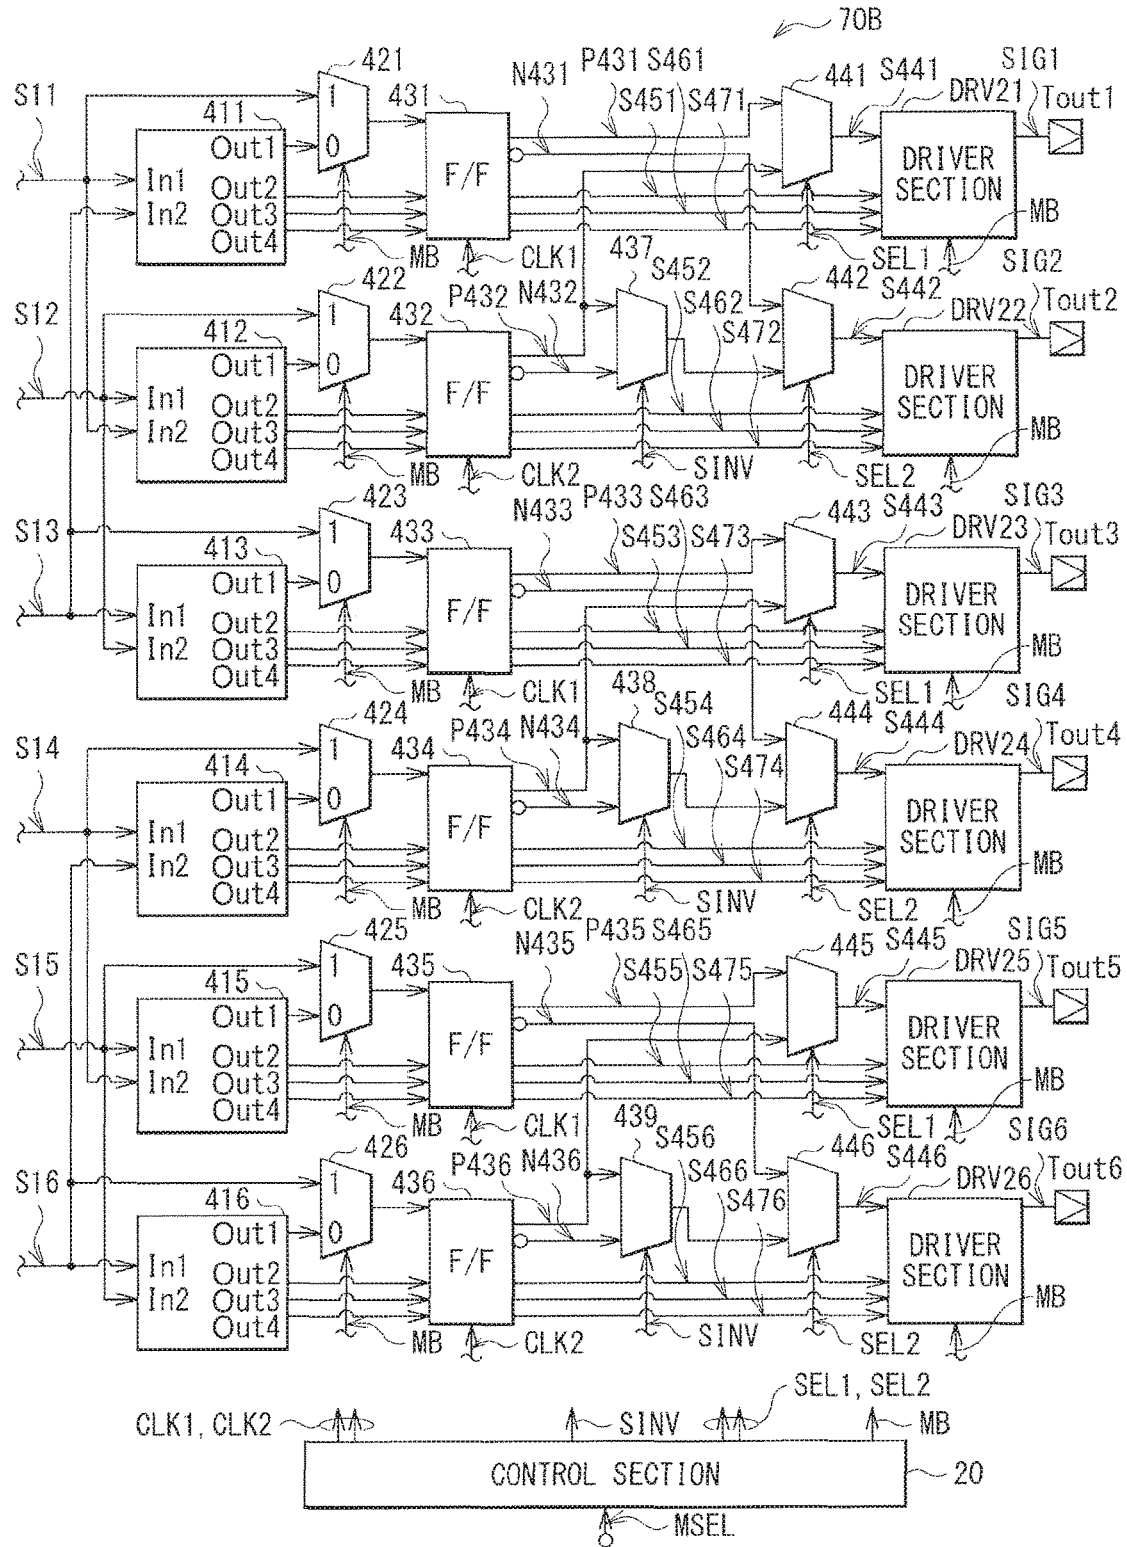 70B
S11
421
1
0
411
Out1
Out2
Out3
Out4
In1
In2
MB
431
F/F
CLK1
N431
P431 S461
S451 S471
441
S441
SEL1
DRV21
DRIVER
SECTION
MB
SIG1
Tout1
S12
422
1
0
412
Out1
Out2
Out3
Out4
In1
In2
MB
432
F/F
CLK2
P432 N432
437
SINV
S452
S462
S472
442
S442
SEL2
DRV22
DRIVER
SECTION
MB
SIG2
Tout2
S13
423
1
0
413
Out1
Out2
Out3
Out4
In1
In2
MB
433
F/F
CLK1
N433
P433 S463
S453 S473
443
S443
SEL1
DRV23
DRIVER
SECTION
MB
SIG3
Tout3
S14
424
1
0
414
Out1
Out2
Out3
Out4
In1
In2
MB
434
F/F
CLK2
P434 N434
438
SINV
S454
S464
S474
444
S444
SEL2
DRV24
DRIVER
SECTION
MB
SIG4
Tout4
S15
425
1
0
415
Out1
Out2
Out3
Out4
In1
In2
MB
435
F/F
CLK1
N435
P435 S465
S455 S475
445
S445
SEL1
DRV25
DRIVER
SECTION
MB
SIG5
Tout5
S16
426
1
0
416
Out1
Out2
Out3
Out4
In1
In2
MB
436
F/F
CLK2
P436 N436
439
SINV
S456
S466
S476
446
S446
SEL2
DRV26
DRIVER
SECTION
MB
SIG6
Tout6
CLK1, CLK2
SINV
SEL1, SEL2
MB
CONTROL SECTION
20
MSEL